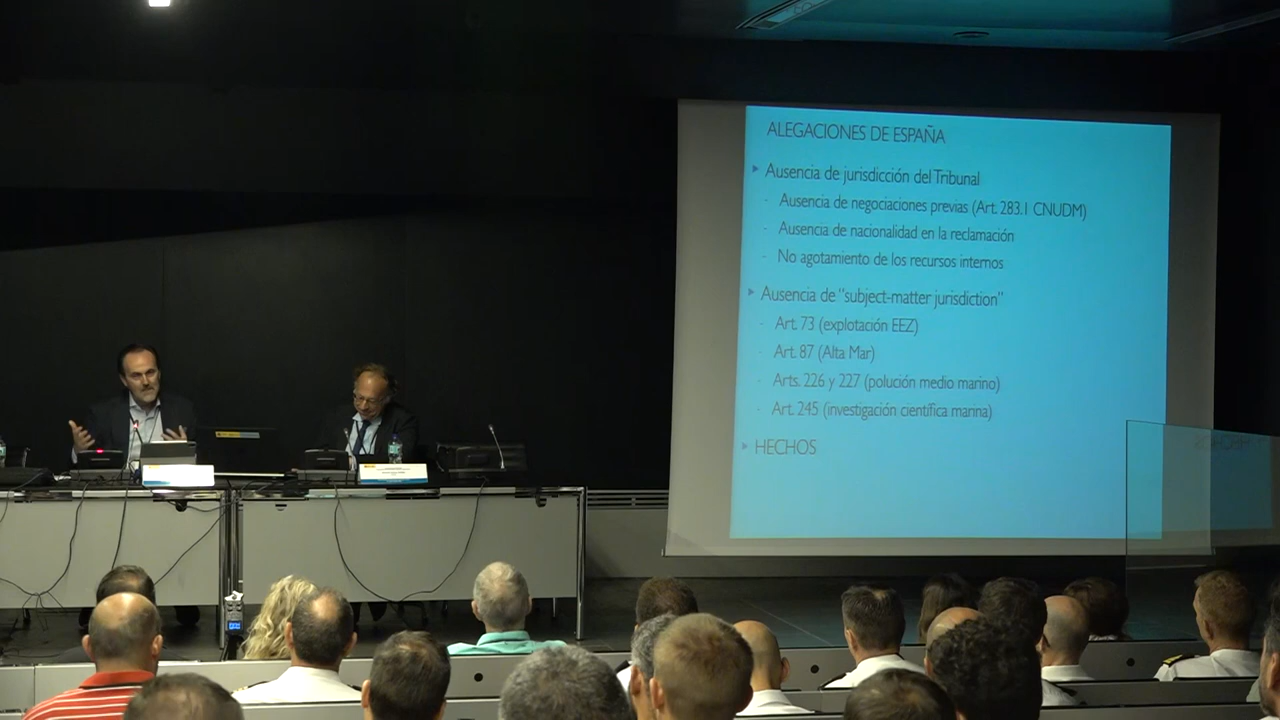 ALEGACIONES DE ESPAÑA
Ausencia de jurisdicción del Tribunal
- Ausencia de negociaciones previas (Art. 283.1 CNUDM)
- Ausencia de nacionalidad en la reclamación
- No agotamiento de los recursos internos
Ausencia de "subject-matter jurisdiction"
- Art. 73 (explotación EEZ)
- Art. 87 (Alta Mar)
- Arts. 226 y 227 (polución medio marino)
- Art. 245 (investigación científica marina)
HECHOS